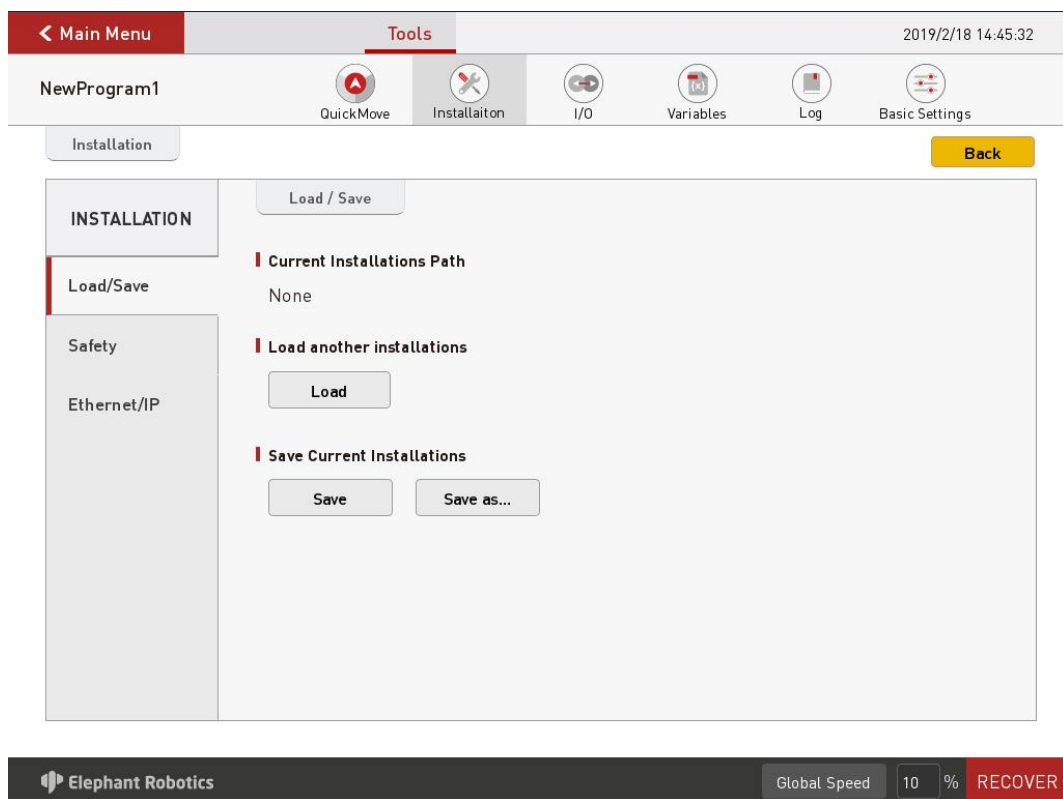 Main Menu
Tools
2019/2/18 14:45:32
NewProgram1
QuickMove
Installaiton
I/O
{x}
Variables
Log
Basic Settings
Installation
Back
INSTALLATION
Load/Save
Safety
Ethernet/IP
Load / Save
Current Installations Path
None
Load another installations
Load
Save Current Installations
Save Save as...
Elephant Robotics
Global Speed 10 % RECOVER